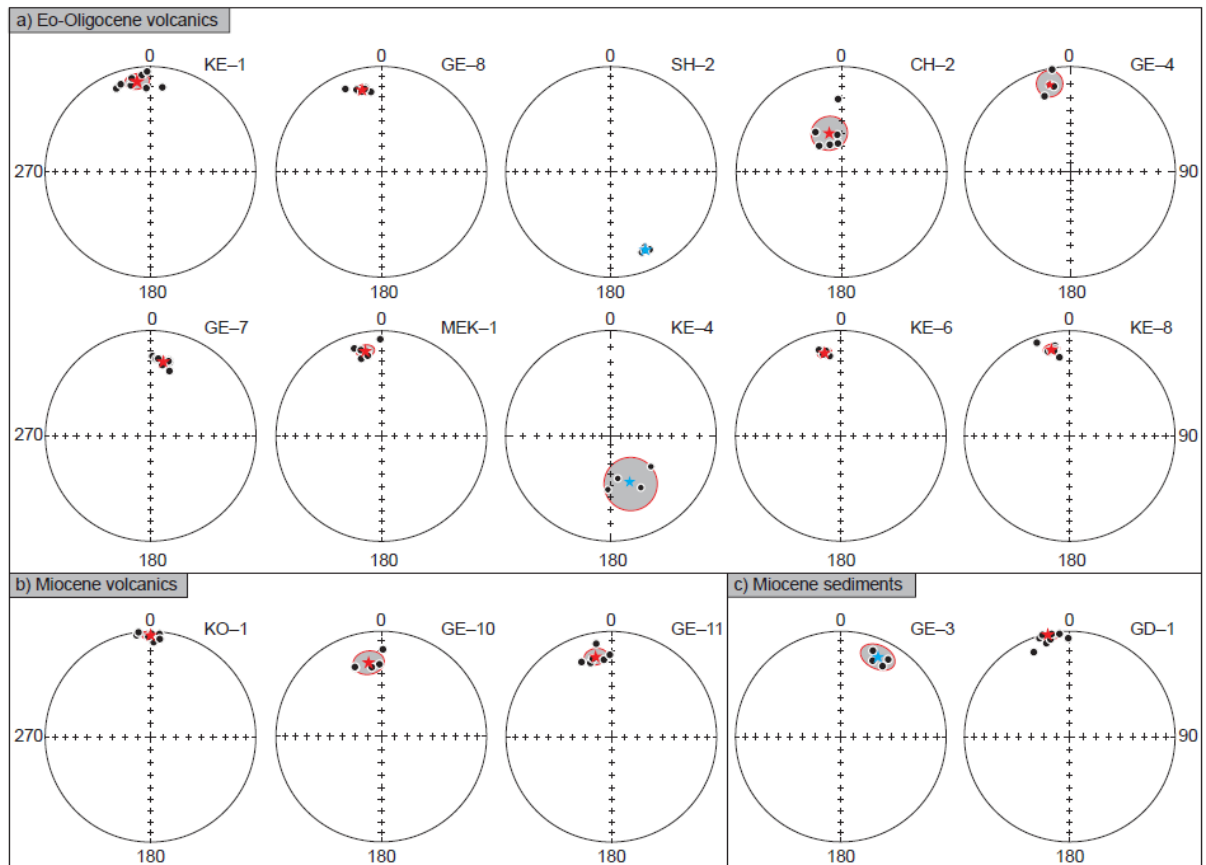 a) Eo-Oligocene volcanics
0 KE–1 0 GE–8 0 SH–2 0 CH–2 0 GE–4
270 90
180 180 180 180 180
0 GE–7 0 MEK–1 0 KE–4 0 KE–6 0 KE–8
270 90
180 180 180 180 180
b) Miocene volcanics c) Miocene sediments
0 KO–1 0 GE–10 0 GE–11 0 GE–3 0 GD–1
270 90
180 180 180 180 180